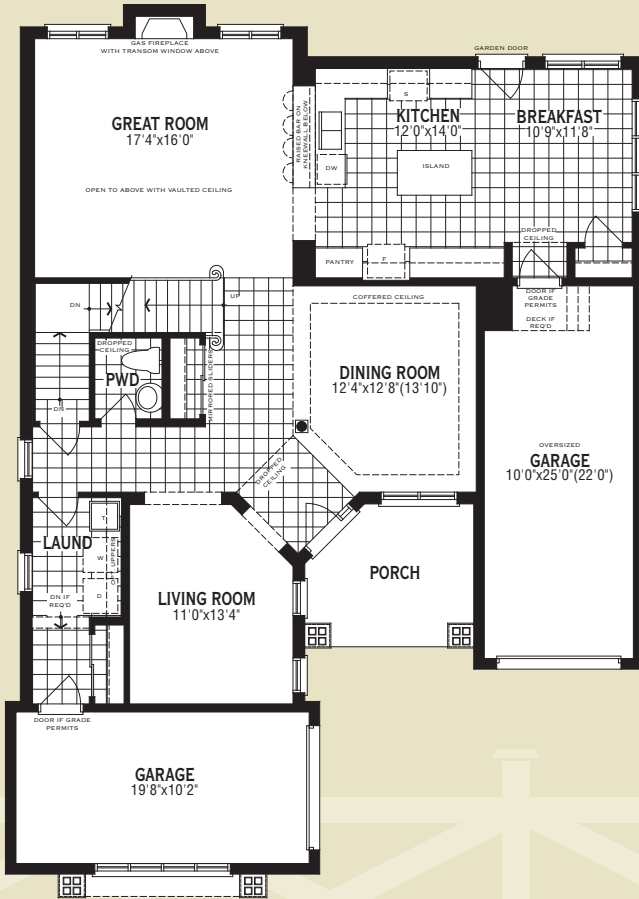 GAS FIREPLACE
WITH TRANSOM WINDOW ABOVE
GREAT ROOM
17'4"x16'0"
OPEN TO ABOVE WITH VAULTED CEILING
RAISED BAR ON
KNEEWALL BELOW
GARDEN DOOR
S
KITCHEN
12'0"x14'0"
BREAKFAST
10'9"x11'8"
DW
ISLAND
PANTRY
F
DROPPED
CEILING
DOOR IF
GRADE
PERMITS
DECK IF
REQ'D
DN
UP
DROPPED
CEILING
PWD
MIRRORED SLIDERS
DN
COFFERED CEILING
DINING ROOM
12'4"x12'8"(13'10")
DROPPED
CEILING
OVERSIZED
GARAGE
10'0"x25'0"(22'0")
LAUND
T
W
D
OPT UPPERS
DN IF
REQ'D
LIVING ROOM
11'0"x13'4"
PORCH
DOOR IF GRADE
PERMITS
GARAGE
19'8"x10'2"